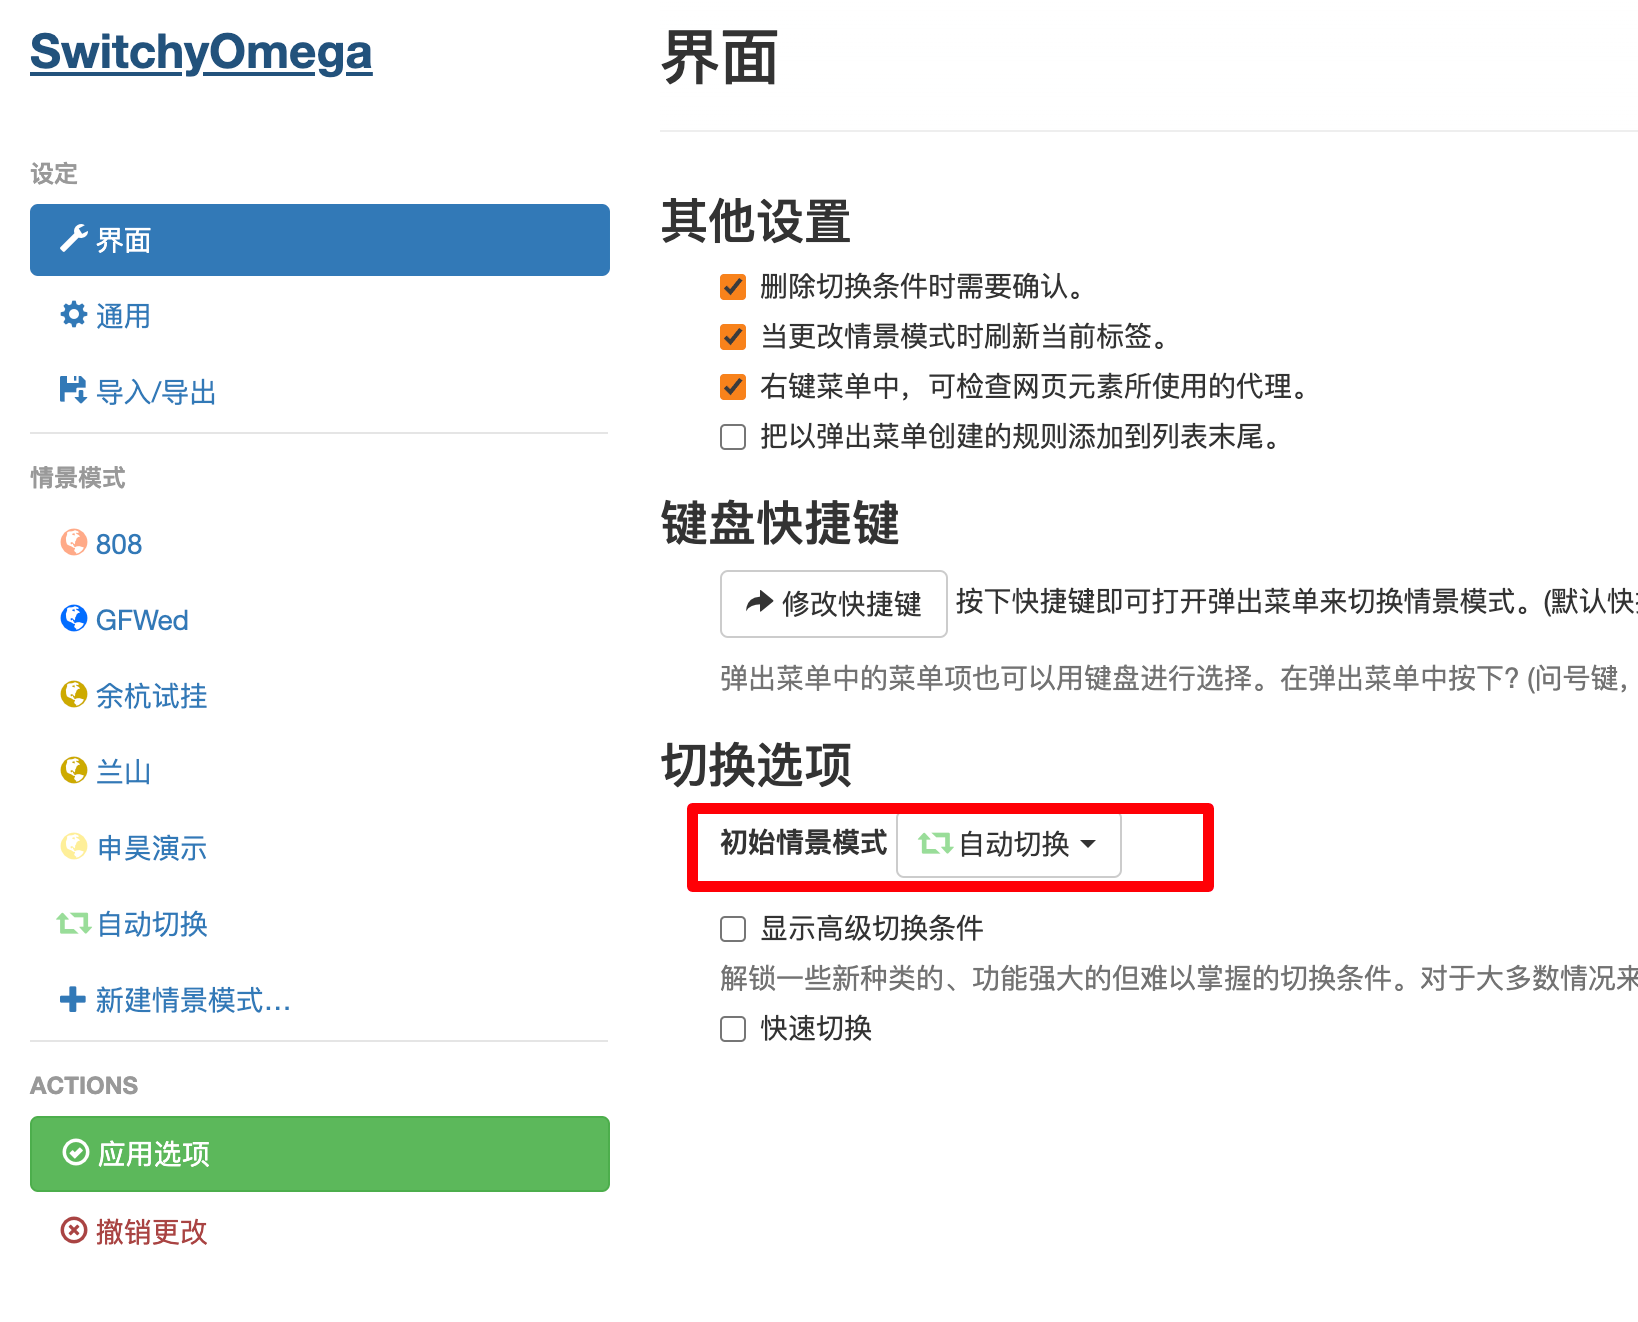 SwitchyOmega
设定
界面
通用
导入/导出
情景模式
808
GFWed
余杭试挂
兰山
申昊演示
自动切换
新建情景模式…
ACTIONS
应用选项
撤销更改
界面
其他设置
删除切换条件时需要确认。
当更改情景模式时刷新当前标签。
右键菜单中，可检查网页元素所使用的代理。
把以弹出菜单创建的规则添加到列表末尾。
键盘快捷键
修改快捷键 按下快捷键即可打开弹出菜单来切换情景模式。(默认快
弹出菜单中的菜单项也可以用键盘进行选择。在弹出菜单中按下? (问号键，
切换选项
初始情景模式 自动切换
显示高级切换条件
解锁一些新种类的、功能强大的但难以掌握的切换条件。对于大多数情况来
快速切换